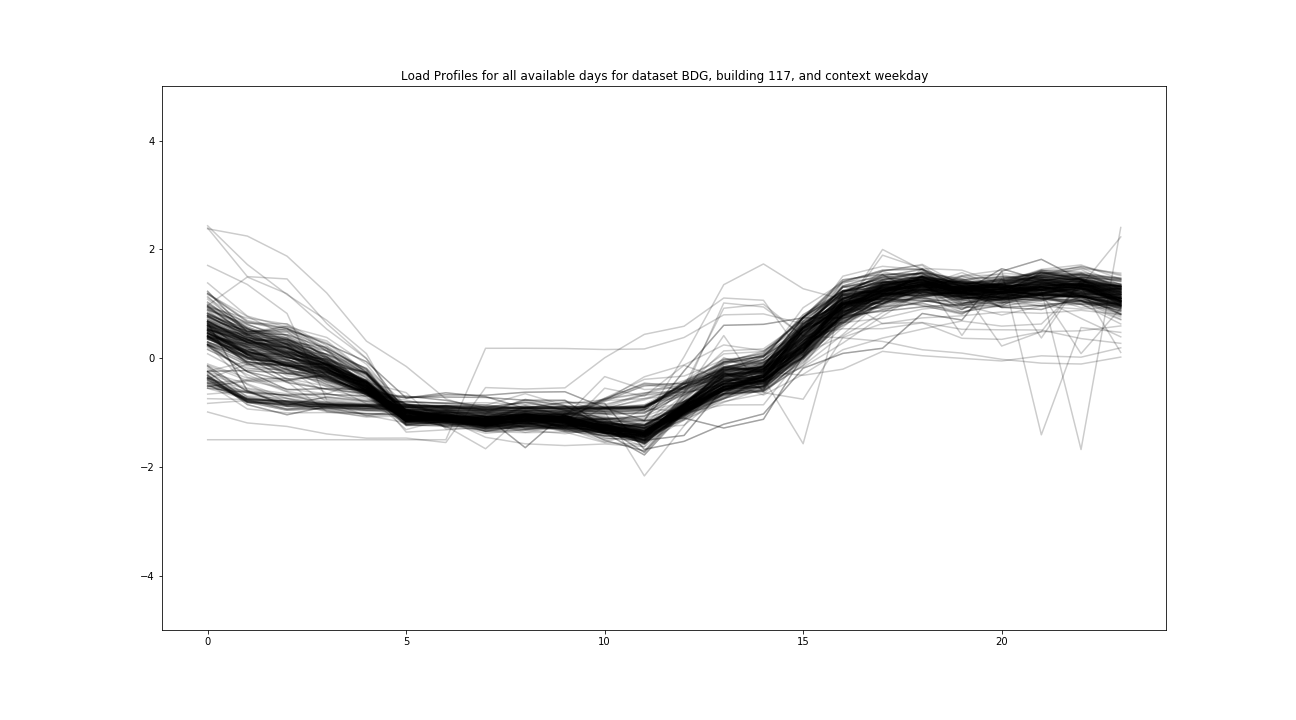 Load Profiles for all available days for dataset BDG, building 117, and context weekday
4
2
0
−2
−4
0 5 10 15 20